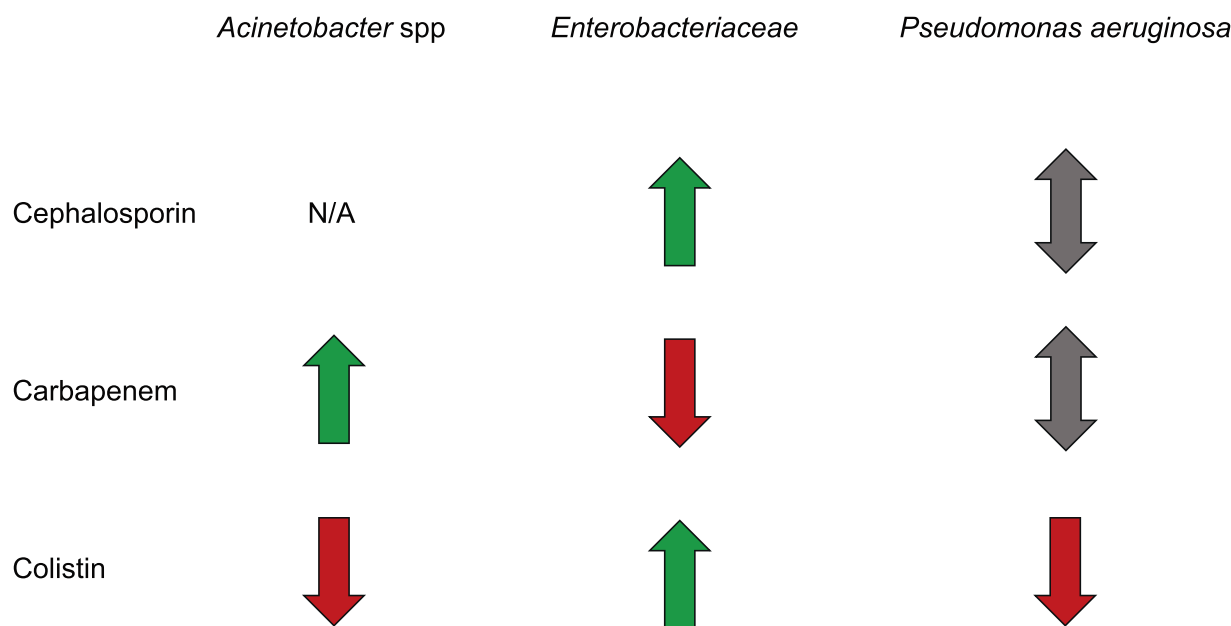 Acinetobacter spp Enterobacteriaceae Pseudomonas aeruginosa
Cephalosporin N/A
Carbapenem
Colistin